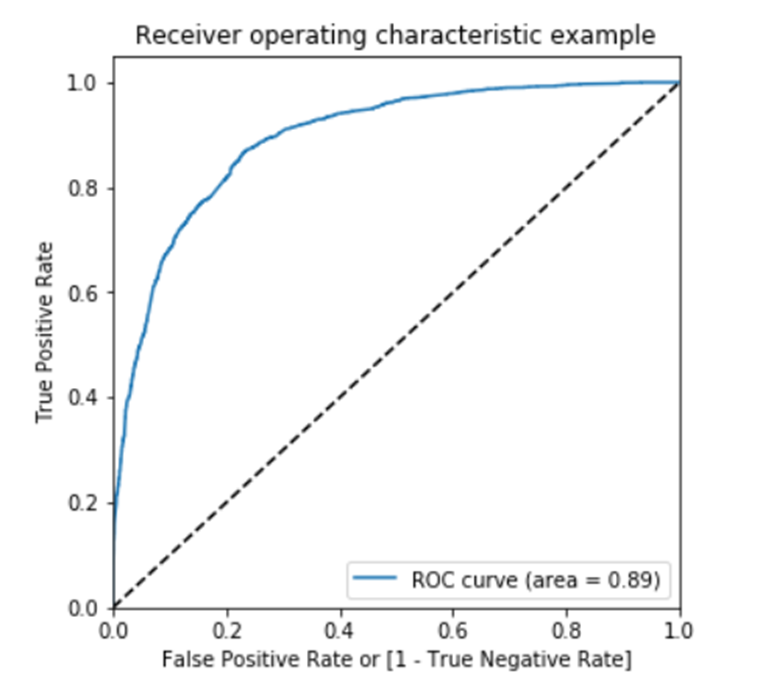 Receiver operating characteristic example
True Positive Rate
1.0
0.8
0.6
0.4
0.2
0.0
ROC curve (area = 0.89)
0.0 0.2 0.4 0.6 0.8 1.0
False Positive Rate or [1 - True Negative Rate]